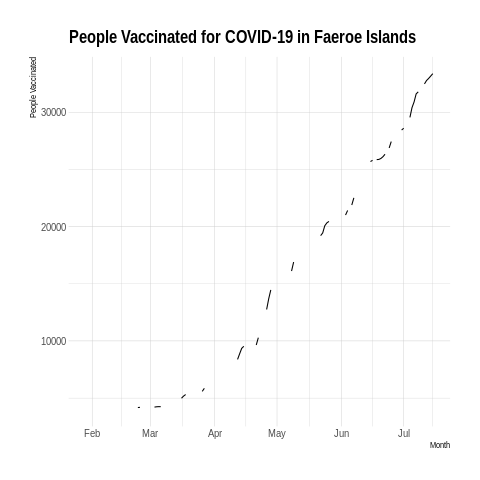 People Vaccinated for COVID-19 in Faeroe Islands
People Vaccinated
30000
20000
10000
Feb Mar Apr May Jun Jul
Month